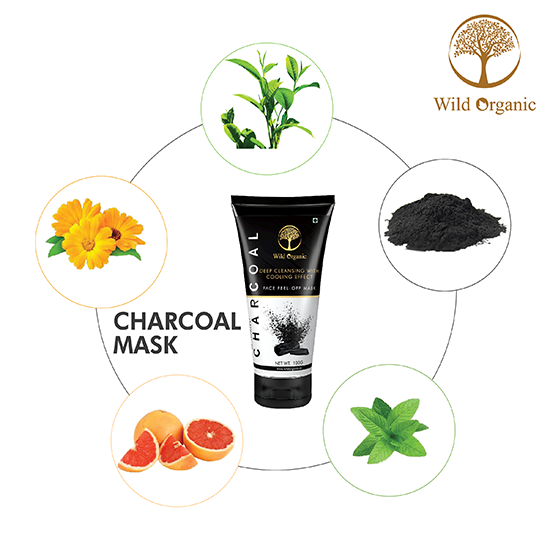 Wild Organic
CHARCOAL
MASK
CHARCOAL
Wild Organic
DEEP CLEANSING WITH
COOLING EFFECT
FACE PEEL-OFF MASK
NET WT. 100G